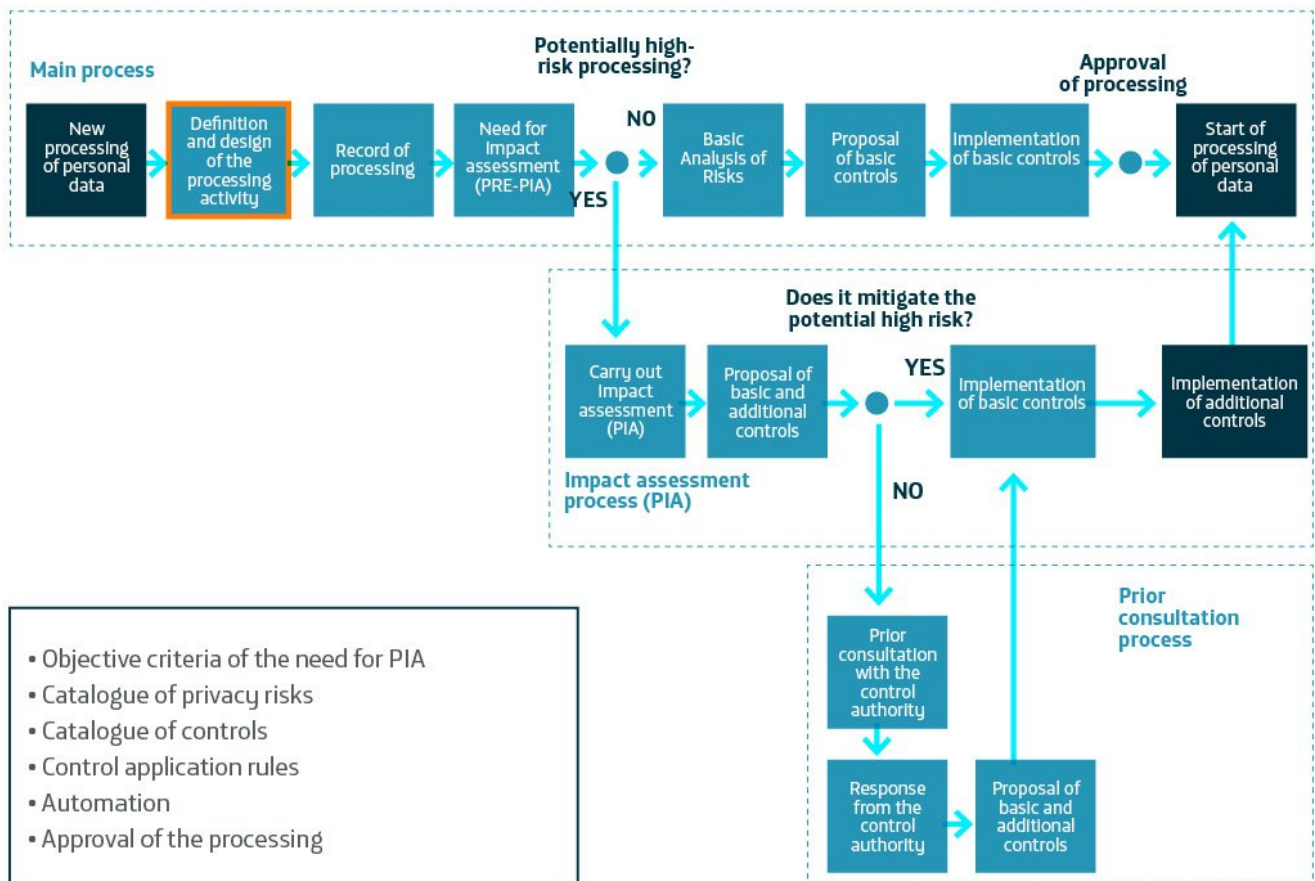 Main process
Potentially high-
risk processing?
Approval
of processing
New
processing
of personal
data
Definition
and design
of the
processing
activity
Record of
processing
Need for
Impact
assessment
(PRE-PIA)
NO
YES
Basic
Analysis of
Risks
Proposal
of basic
controls
Implementation
of basic controls
Start of
processing
of personal
data
Does it mitigate the
potential high risk?
Carry out
Impact
assessment
(PIA)
Proposal
of basic and
additional
controls
YES
Implementation
of basic controls
Implementation
of additional
controls
Impact assessment
process (PIA)
NO
Prior
consultation
process
Prior
consultation
with the
control
authority
Response
from the
control
authority
Proposal of
basic and
additional
controls
• Objective criteria of the need for PIA
• Catalogue of privacy risks
• Catalogue of controls
• Control application rules
• Automation
• Approval of the processing